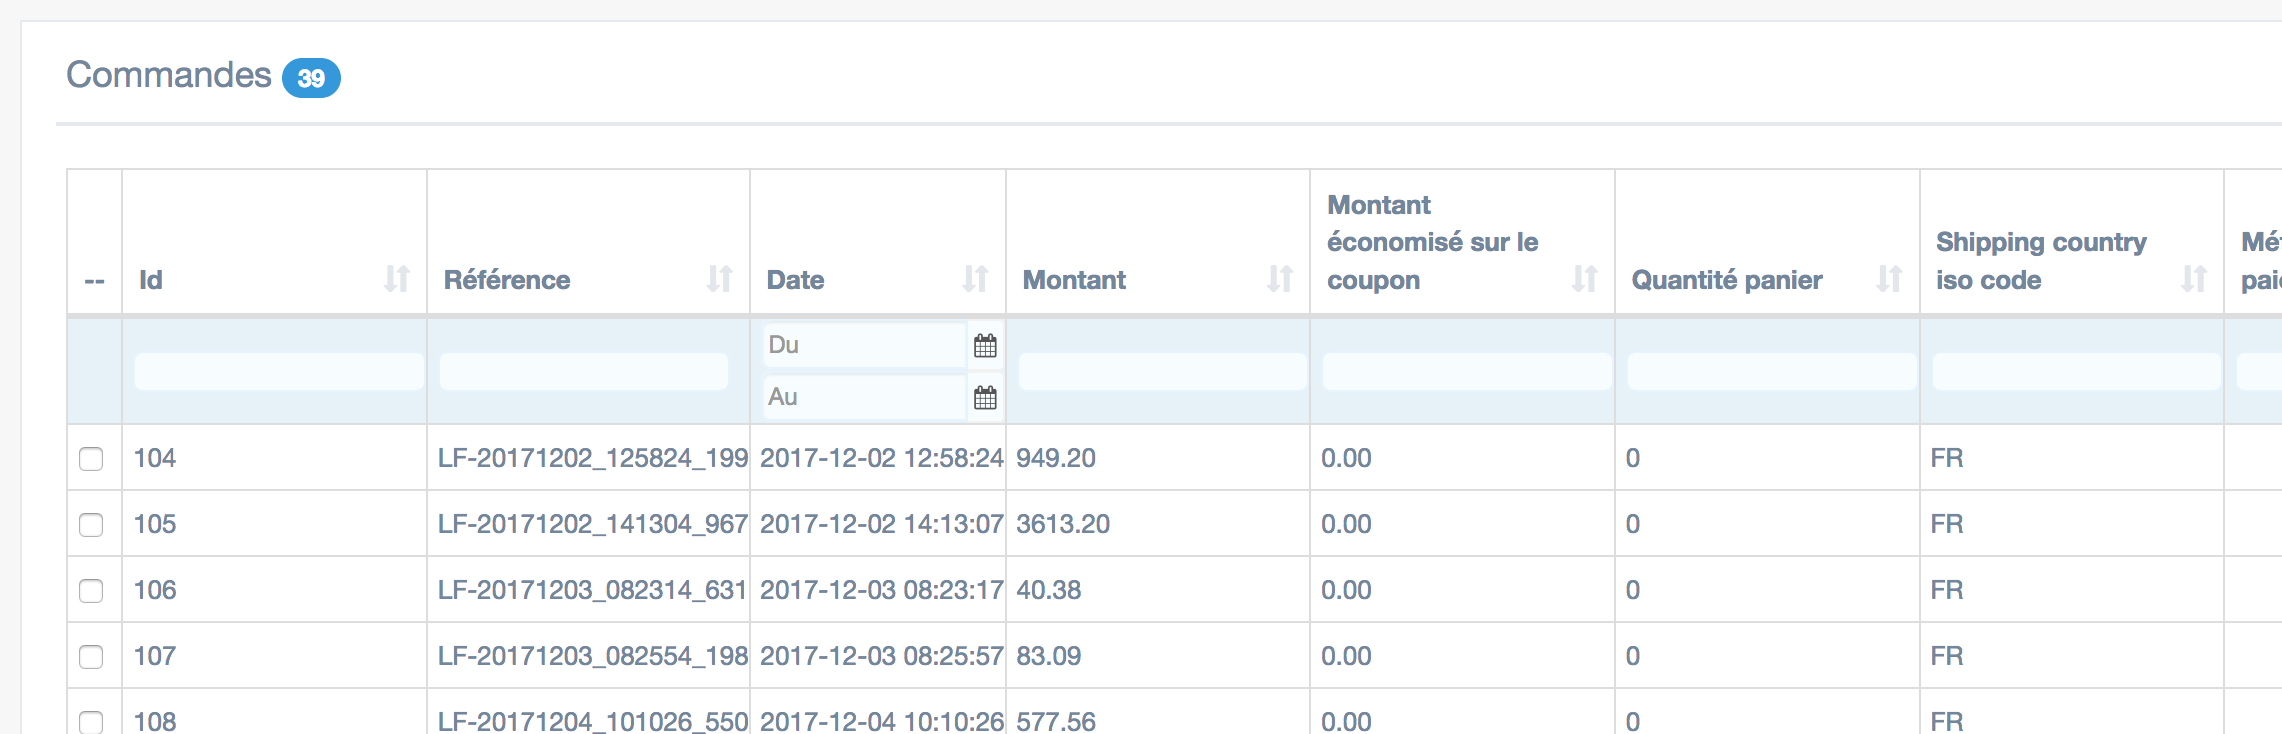 Commandes 39
-- Id Référence Date Montant Montant économisé sur le coupon Quantité panier Shipping country iso code
Du
Au
104 LF-20171202_125824_199 2017-12-02 12:58:24 949.20 0.00 0 FR
105 LF-20171202_141304_967 2017-12-02 14:13:07 3613.20 0.00 0 FR
106 LF-20171203_082314_631 2017-12-03 08:23:17 40.38 0.00 0 FR
107 LF-20171203_082554_198 2017-12-03 08:25:57 83.09 0.00 0 FR
108 LF-20171204_101026_550 2017-12-04 10:10:26 577.56 0.00 0 FR